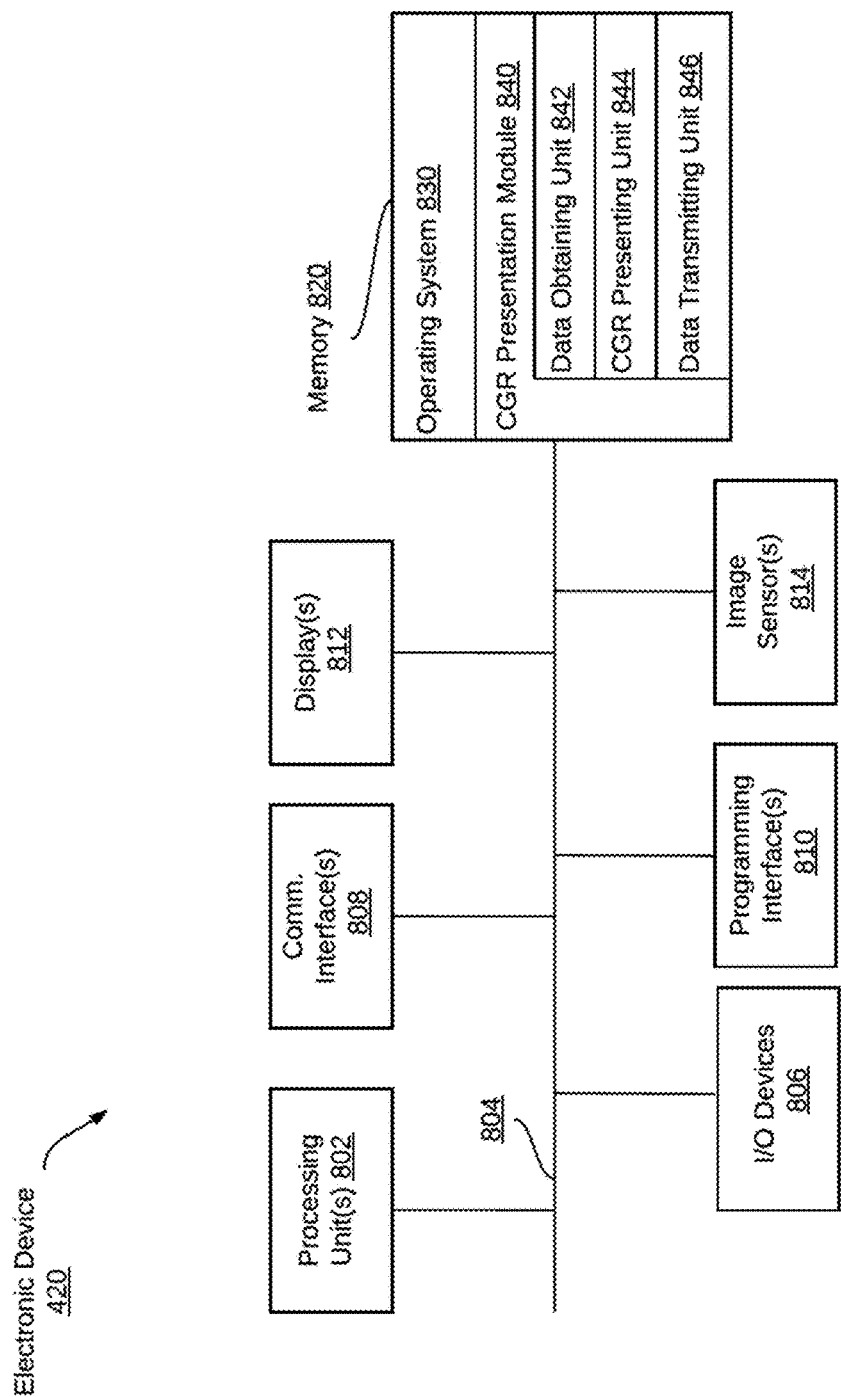 Electronic Device
420
Processing
Unit(s) 802
Comm.
Interface(s)
808
Display(s)
812
Memory 820
Operating System 830
CGR Presentation Module 840
Data Obtaining Unit 842
CGR Presenting Unit 844
Data Transmitting Unit 846
804
I/O Devices
806
Programming
Interface(s)
810
Image
Sensor(s)
814